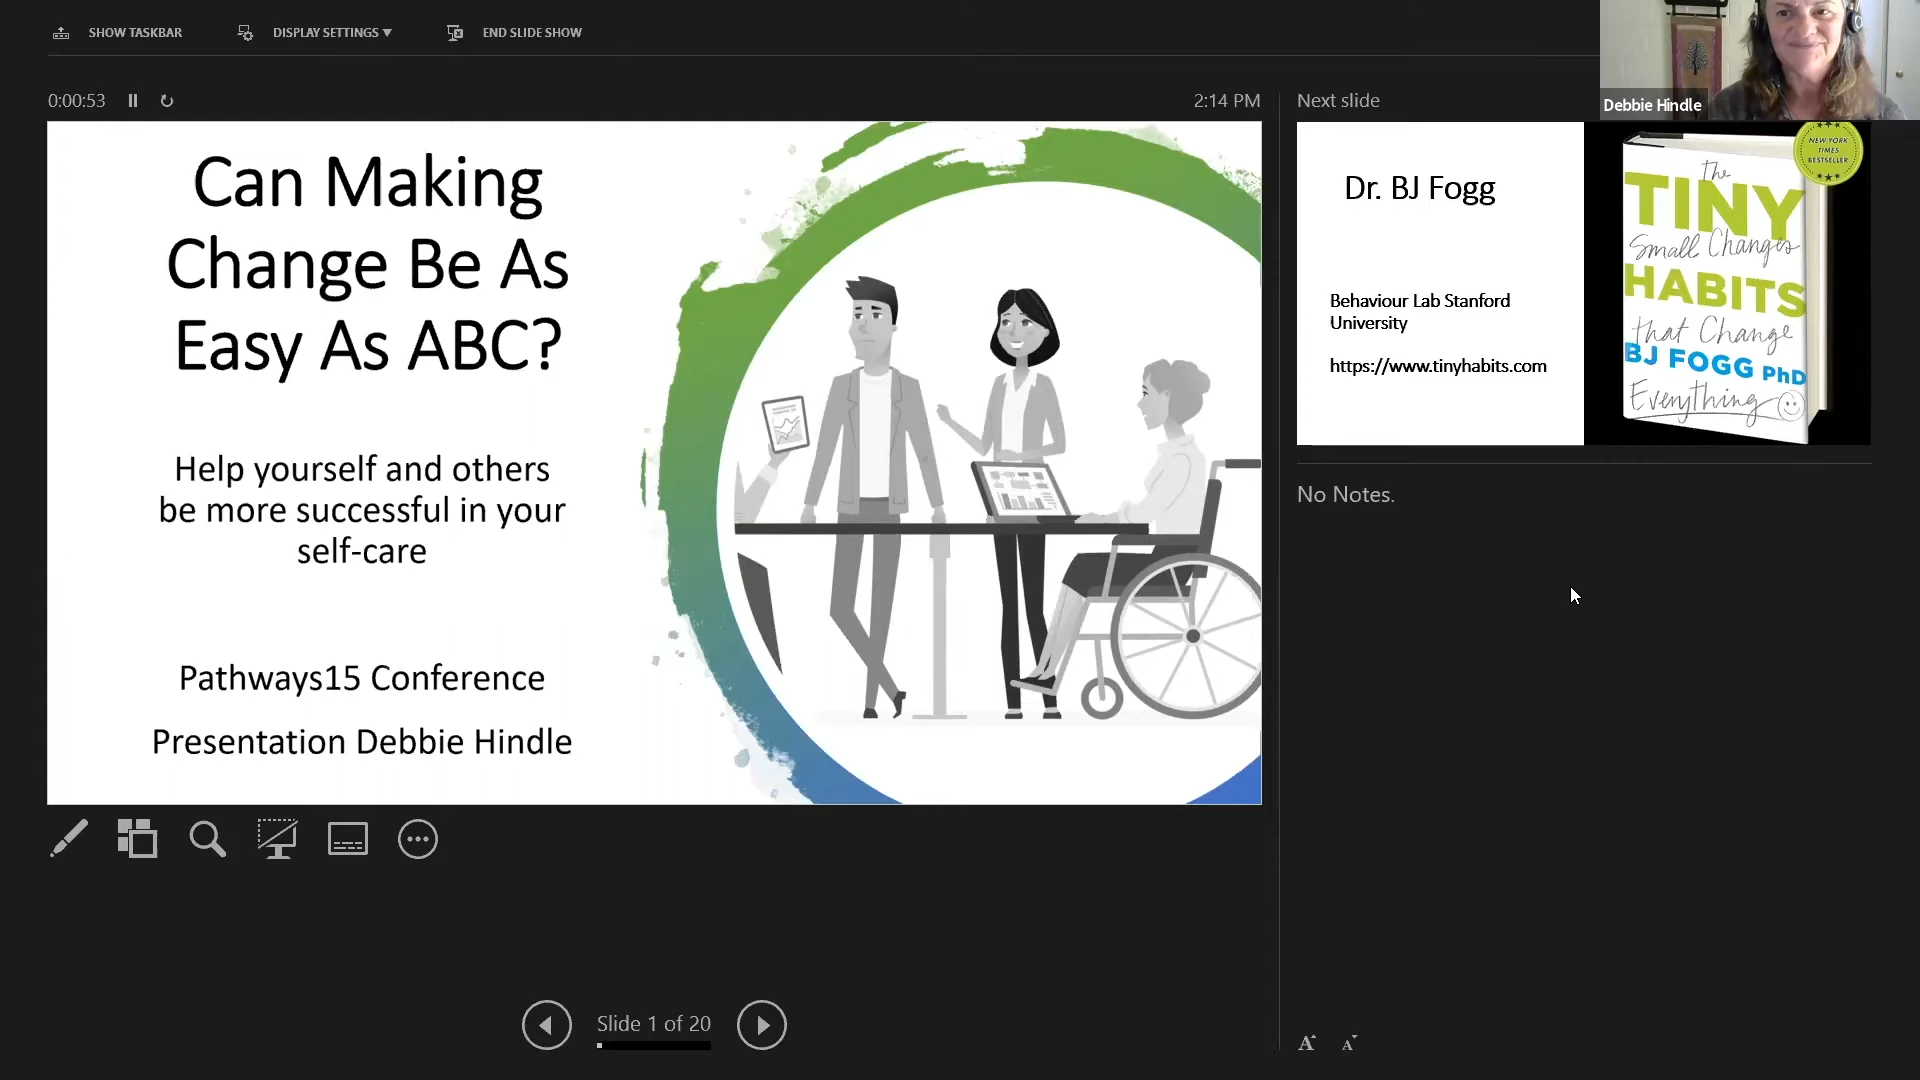 SHOW TASKBAR
DISPLAY SETTINGS ▼
END SLIDE SHOW
0:00:53
2:14 PM
Next slide
Debbie Hindle
Can Making
Change Be As
Easy As ABC?
Help yourself and others
be more successful in your
self-care
Pathways15 Conference
Presentation Debbie Hindle
Dr. BJ Fogg
Behaviour Lab Stanford
University
https://www.tinyhabits.com
NEW YORK
TIMES
BESTSELLER
The
TINY
Small Changes
HABITS
that Change
BJ FOGG PhD
Everything
No Notes.
Slide 1 of 20
A
A